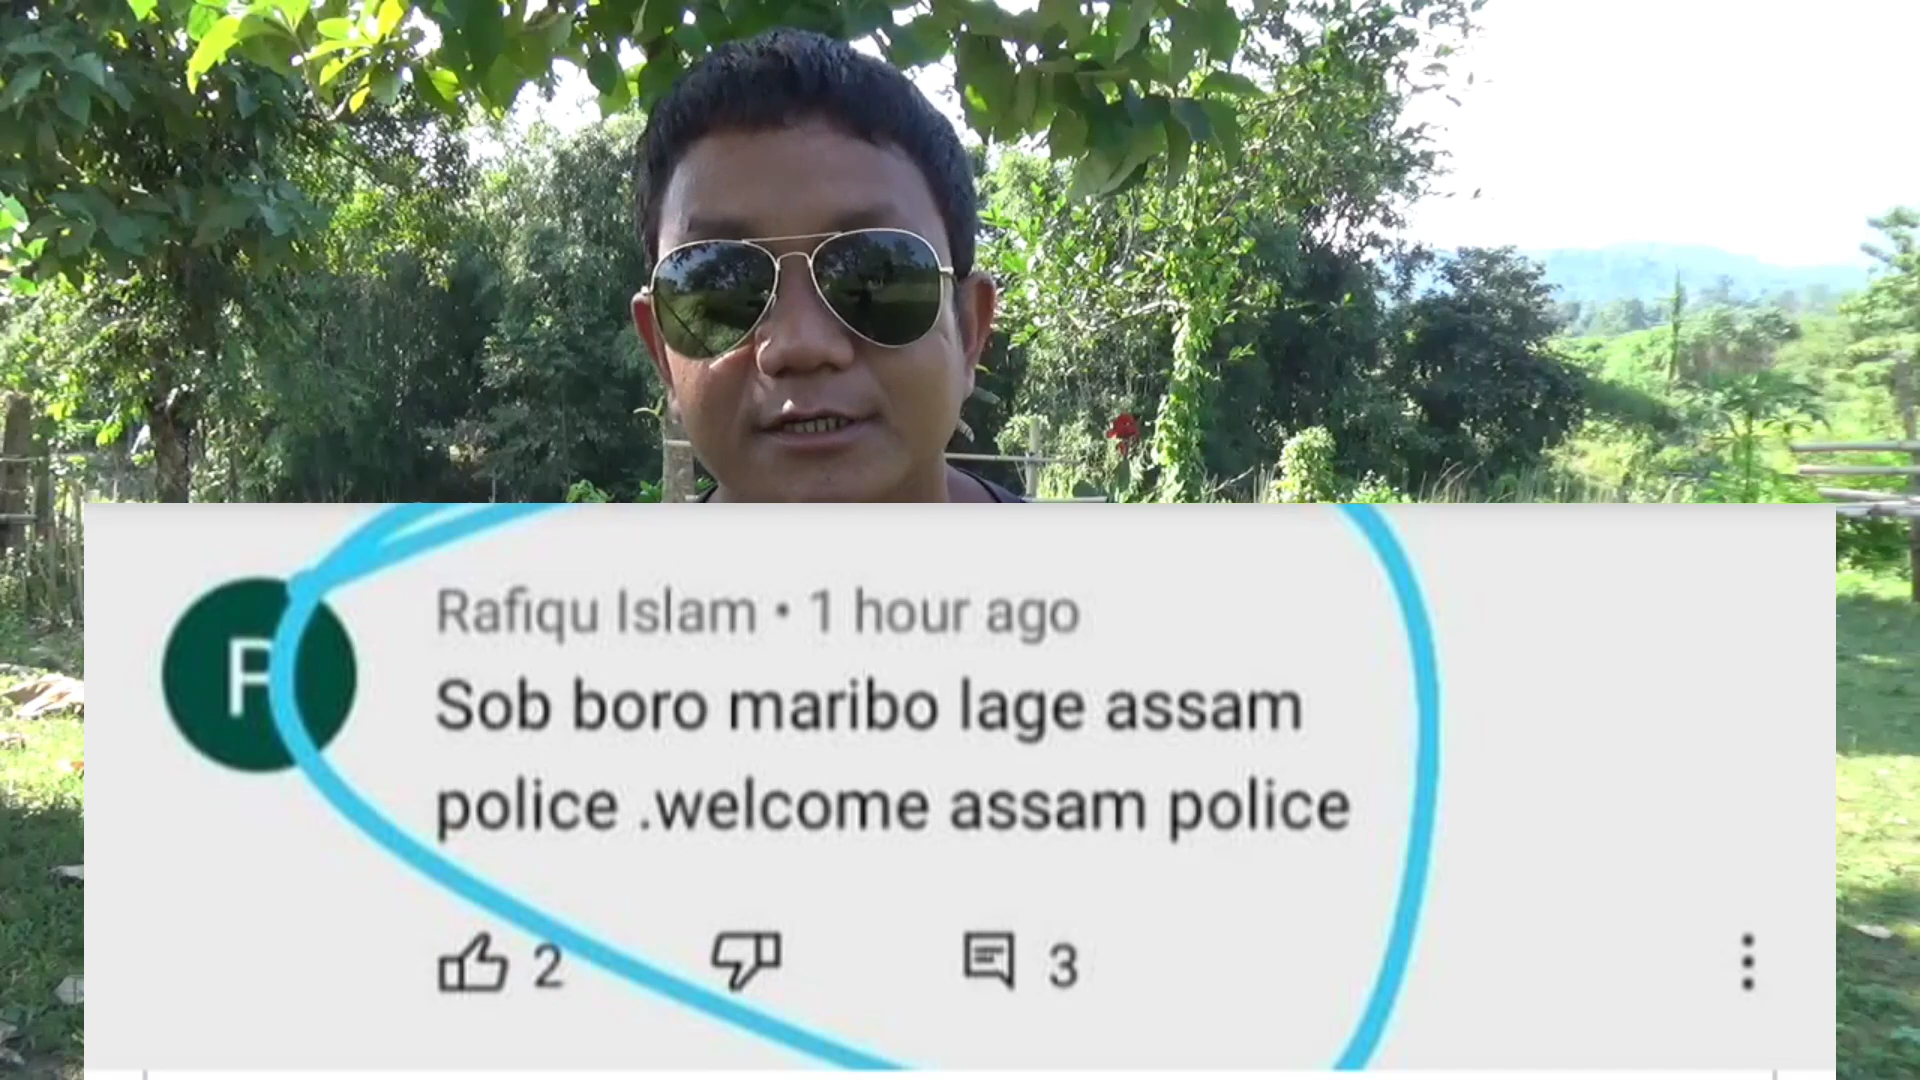 R
Rafiqu Islam • 1 hour ago
Sob boro maribo lage assam
police .welcome assam police
2
3